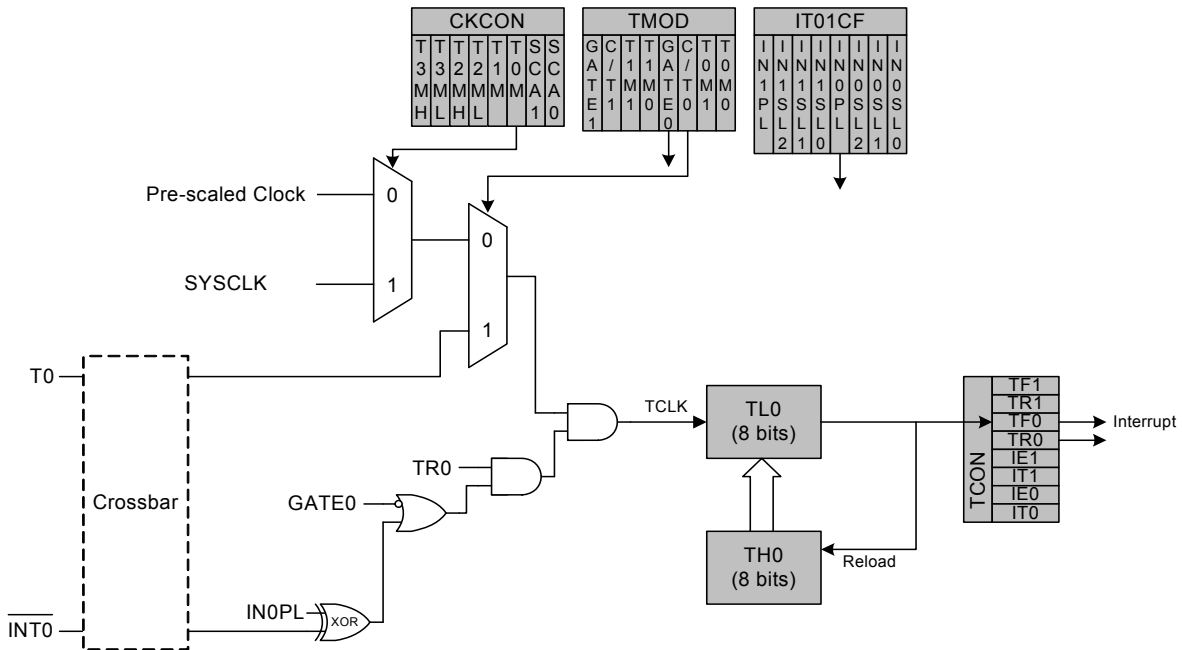 CKCON
T3MH
T3ML
T2MH
T2ML
T1M
T0M
SCA1
SCA0
TMOD
GATE1
C/T1
T1M1
T1M0
GATE0
C/T0
T0M1
T0M0
IT01CF
IN1PL
IN1SL2
IN1SL1
IN1SL0
IN0PL
IN0SL2
IN0SL1
IN0SL0
Pre-scaled Clock
0
SYSCLK
1
0
1
T0
Crossbar
INT0
GATE0
TR0
IN0PL
XOR
TCLK
TL0
(8 bits)
TH0
(8 bits)
Reload
TCON
TF1
TR1
TF0
TR0
IE1
IT1
IE0
IT0
Interrupt